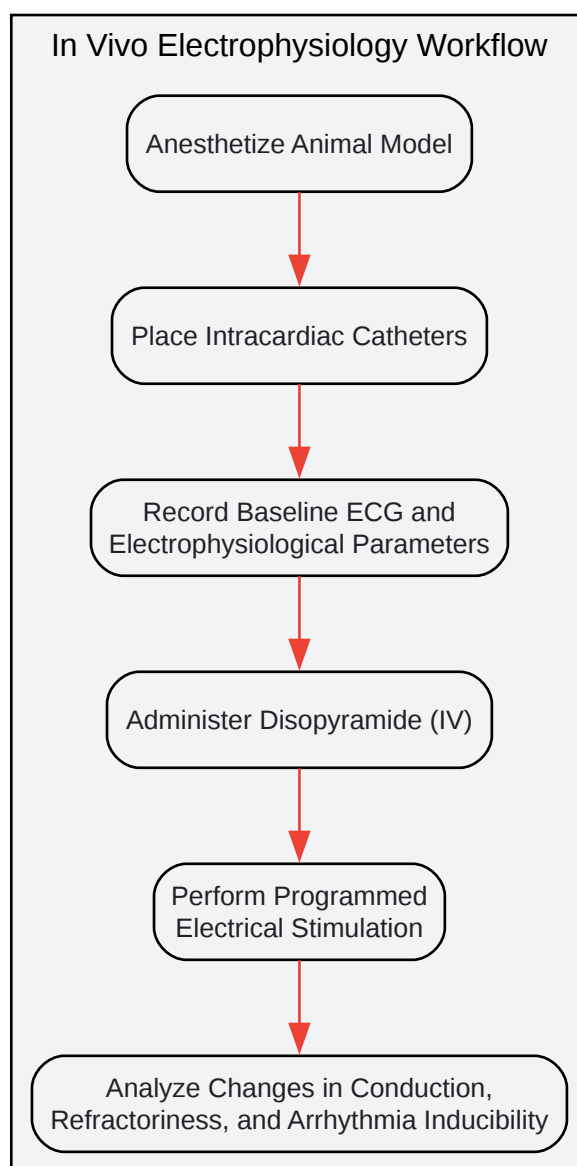 In Vivo Electrophysiology Workflow
Anesthetize Animal Model
Place Intracardiac Catheters
Record Baseline ECG and
Electrophysiological Parameters
Administer Disopyramide (IV)
Perform Programmed
Electrical Stimulation
Analyze Changes in Conduction,
Refractoriness, and Arrhythmia Inducibility